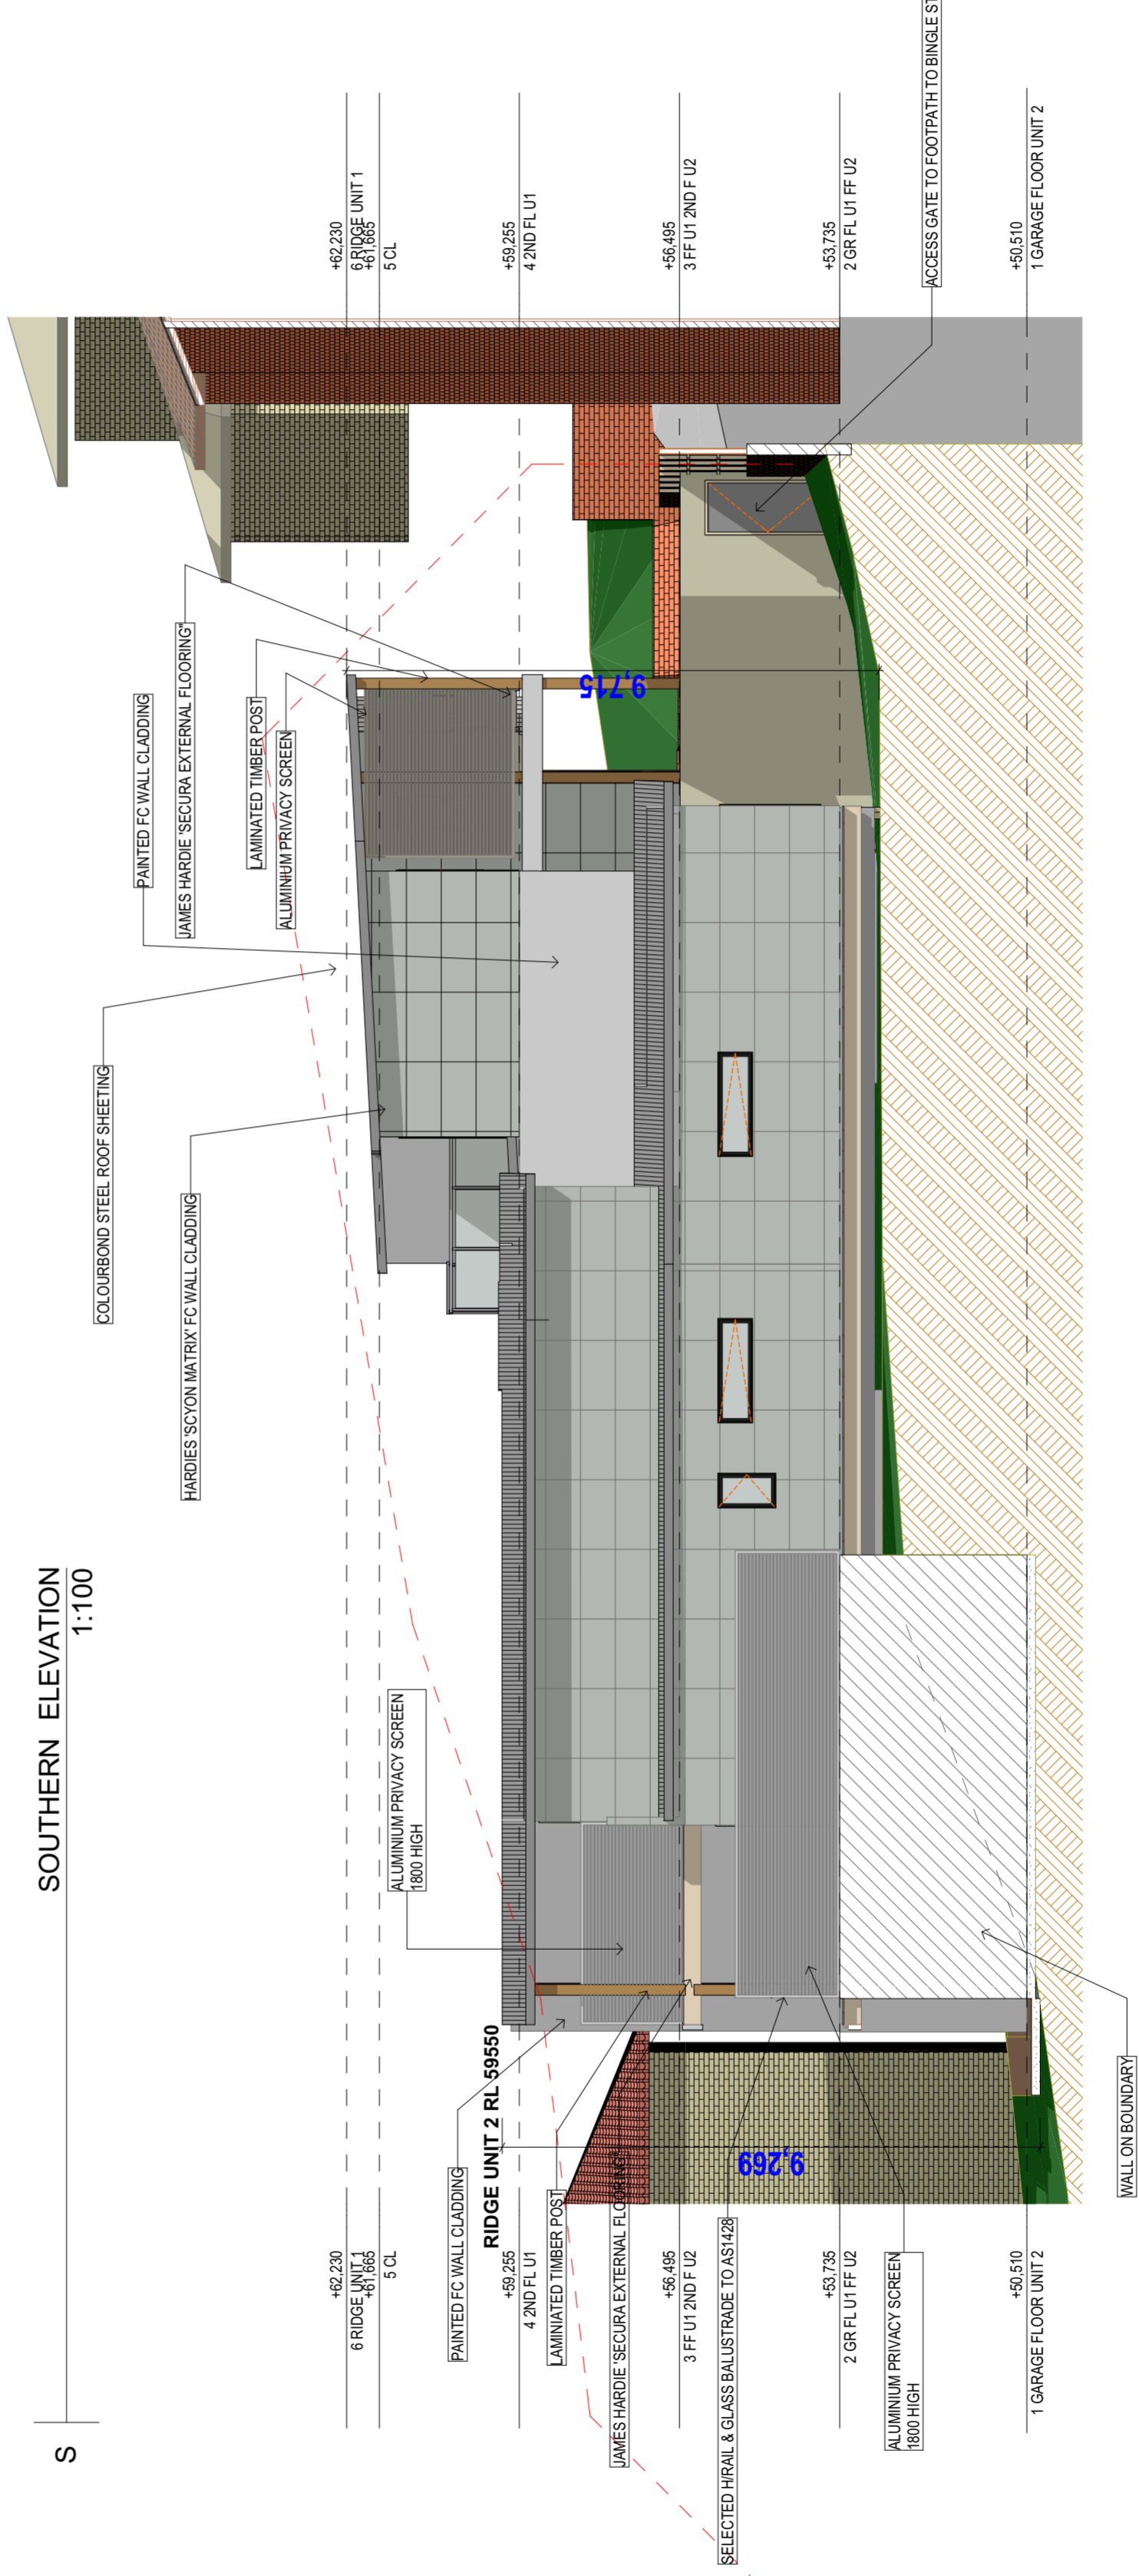 S
SOUTHERN ELEVATION
1:100
COLOURBOND STEEL ROOF SHEETING
PAINTED FC WALL CLADDING
HARDIES 'SCYON MATRIX' FC WALL CLADDING
JAMES HARDIE 'SECURA EXTERNAL FLOORING"
LAMINATED TIMBER POST
ALUMINIUM PRIVACY SCREEN
ALUMINIUM PRIVACY SCREEN
1800 HIGH
+62,230
6 RIDGE UNIT 1
+61,665
5 CL
+59,255
4 2ND FL U1
+56,495
3 FF U1 2ND F U2
+53,735
2 GR FL U1 FF U2
+50,510
1 GARAGE FLOOR UNIT 2
RIDGE UNIT 2 RL 59550
PAINTED FC WALL CLADDING
LAMINIATED TIMBER POST
JAMES HARDIE 'SECURA EXTERNAL FLOORING"
SELECTED H/RAIL & GLASS BALUSTRADE TO AS1428
ALUMINIUM PRIVACY SCREEN
1800 HIGH
WALL ON BOUNDARY
9,269
9,715
+62,230
6 RIDGE UNIT 1
+61,665
5 CL
+59,255
4 2ND FL U1
+56,495
3 FF U1 2ND F U2
+53,735
2 GR FL U1 FF U2
+50,510
1 GARAGE FLOOR UNIT 2
ACCESS GATE TO FOOTPATH TO BINGLE ST